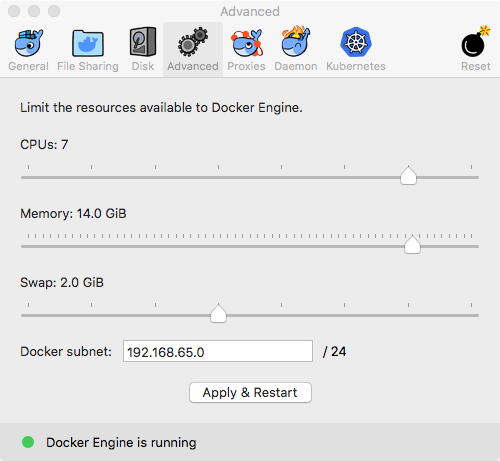 Advanced
General File Sharing Disk Advanced Proxies Daemon Kubernetes Reset
Limit the resources available to Docker Engine.
CPUs: 7
Memory: 14.0 GiB
Swap: 2.0 GiB
Docker subnet: 192.168.65.0 / 24
Apply & Restart
Docker Engine is running